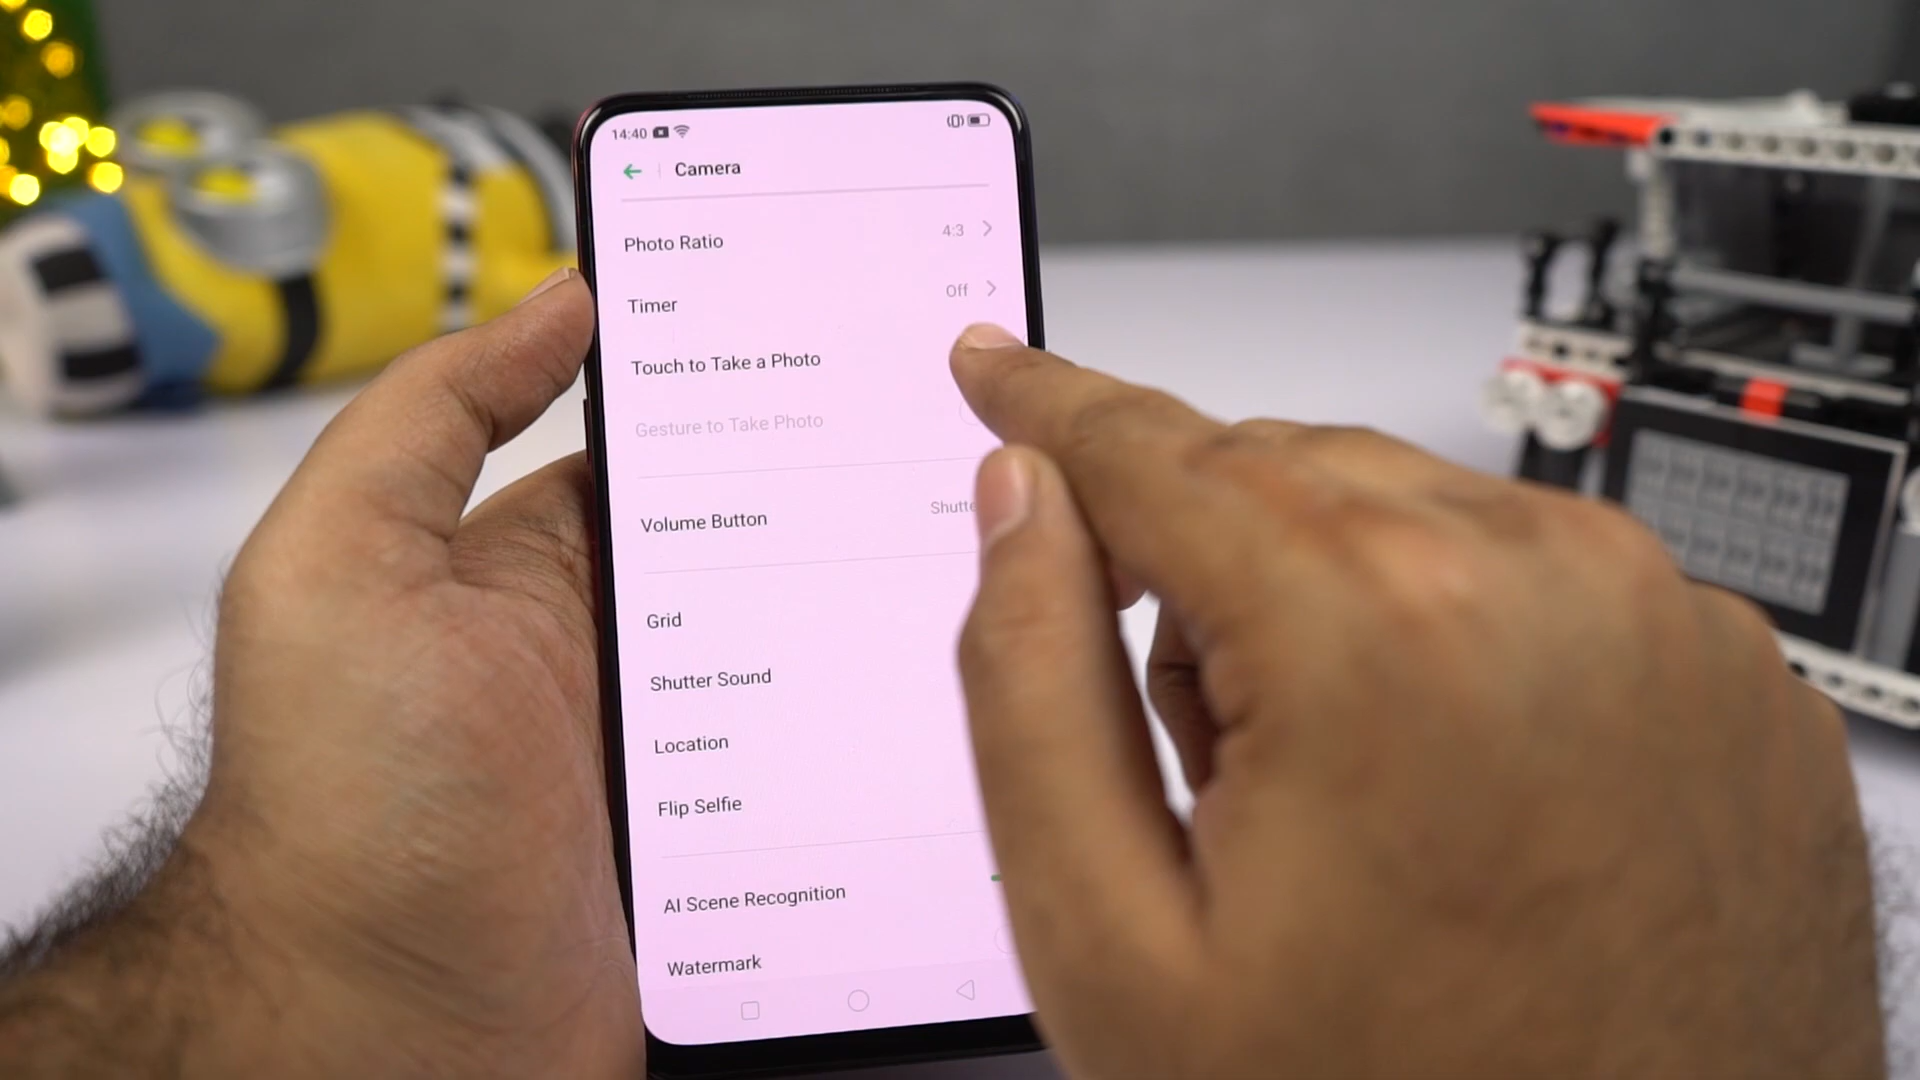 14:40
Camera
Photo Ratio 4:3
Timer Off
Touch to Take a Photo
Gesture to Take Photo
Volume Button Shutte
Grid
Shutter Sound
Location
Flip Selfie
AI Scene Recognition
Watermark